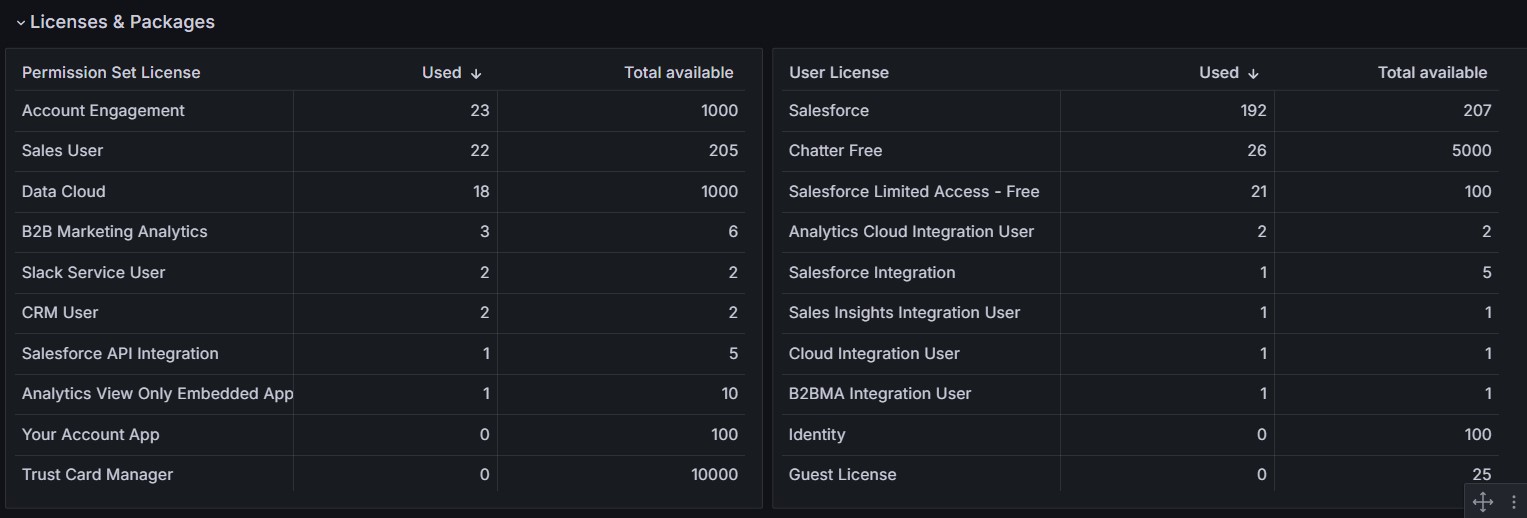 Licenses & Packages
Permission Set License Used ↓ Total available
Account Engagement 23 1000
Sales User 22 205
Data Cloud 18 1000
B2B Marketing Analytics 3 6
Slack Service User 2 2
CRM User 2 2
Salesforce API Integration 1 5
Analytics View Only Embedded App 1 10
Your Account App 0 100
Trust Card Manager 0 10000
User License Used ↓ Total available
Salesforce 192 207
Chatter Free 26 5000
Salesforce Limited Access - Free 21 100
Analytics Cloud Integration User 2 2
Salesforce Integration 1 5
Sales Insights Integration User 1 1
Cloud Integration User 1 1
B2BMA Integration User 1 1
Identity 0 100
Guest License 0 25